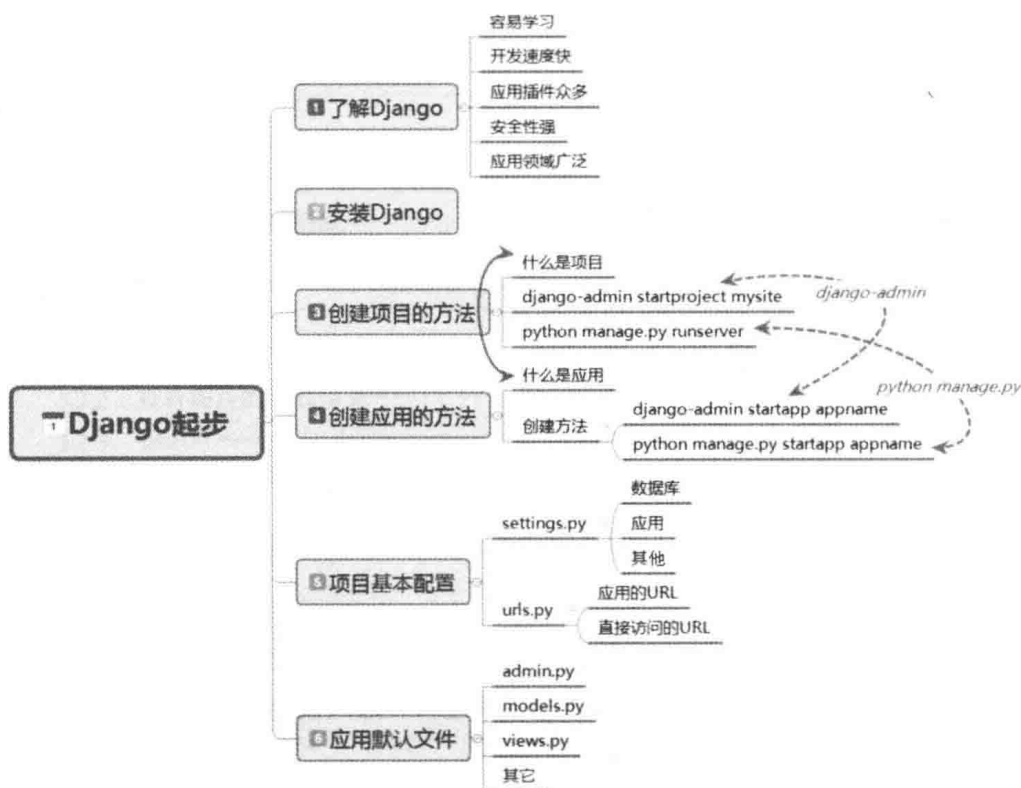 1 Django起步
1 了解Django
容易学习
开发速度快
应用插件众多
安全性强
应用领域广泛
2 安装Django
3 创建项目的方法
什么是项目
django-admin startproject mysite
python manage.py runserver
django-admin
python manage.py
4 创建应用的方法
什么是应用
创建方法
django-admin startapp appname
python manage.py startapp appname
5 项目基本配置
settings.py
数据库
应用
其他
urls.py
应用的URL
直接访问的URL
6 应用默认文件
admin.py
models.py
views.py
其它